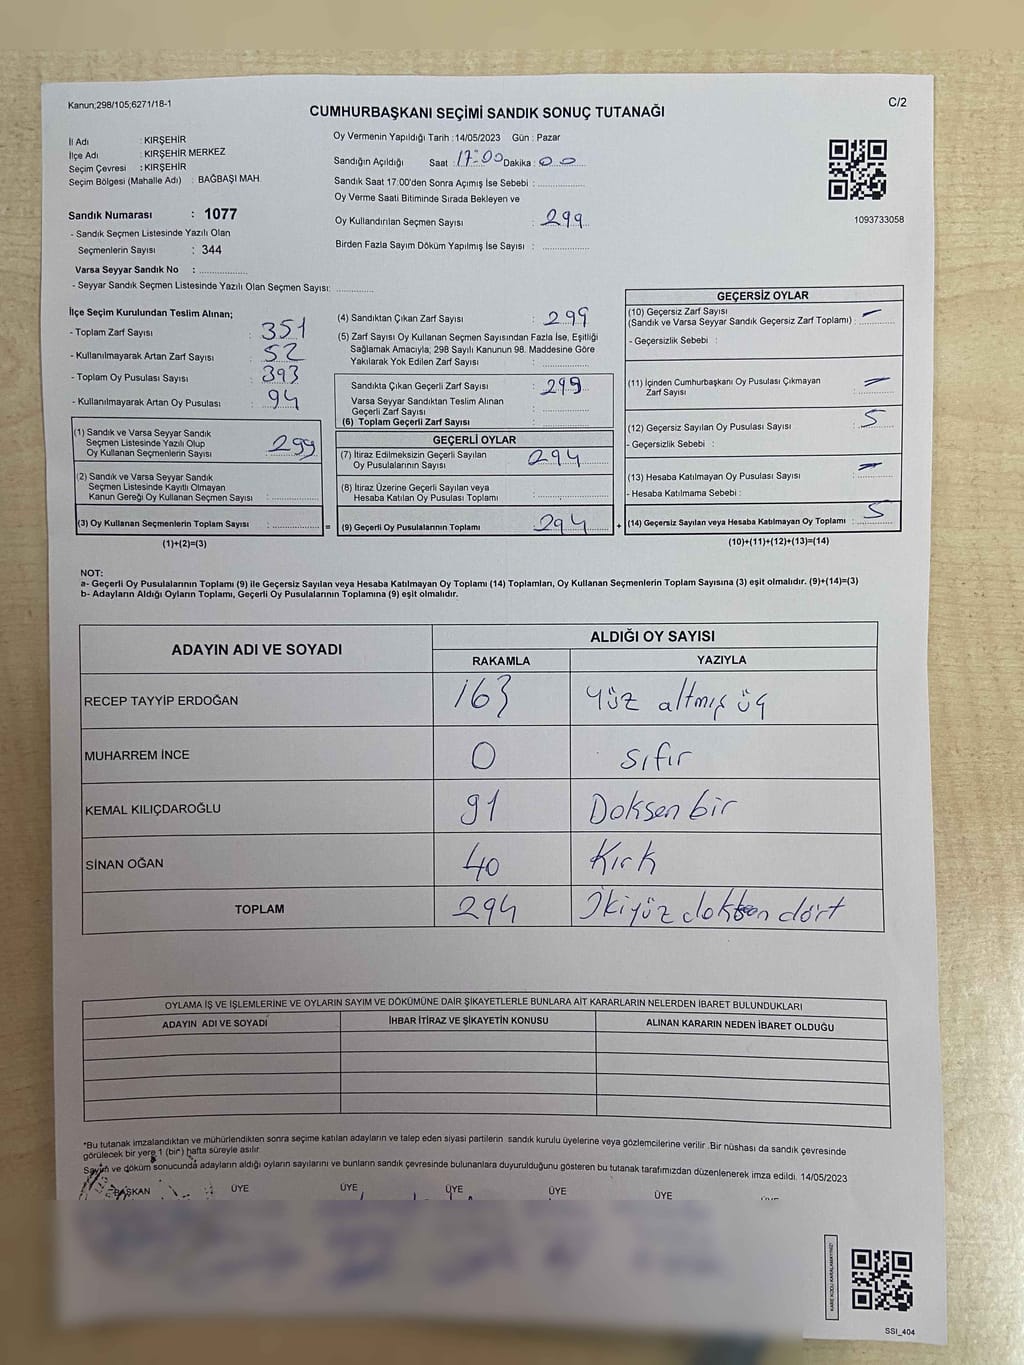 Kanun;298/105;6271/18-1
C/2
CUMHURBAŞKANI SEÇİMİ SANDIK SONUÇ TUTANAĞI
İl Adı : KIRŞEHİR
İlçe Adı : KIRŞEHİR MERKEZ
Seçim Çevresi : KIRŞEHİR
Seçim Bölgesi (Mahalle Adı) : BAĞBAŞI MAH.
Sandık Numarası : 1077
- Sandık Seçmen Listesinde Yazılı Olan
Seçmenlerin Sayısı : 344
Varsa Seyyar Sandık No : ..............
- Seyyar Sandık Seçmen Listesinde Yazılı Olan Seçmen Sayısı: ............
Oy Vermenin Yapıldığı Tarih : 14/05/2023 Gün : Pazar
Sandığın Açıldığı Saat : 17:00 Dakika : 00
Sandık Saat 17.00'den Sonra Açımış İse Sebebi : ..............
Oy Verme Saati Bitiminde Sırada Bekleyen ve
Oy Kullandırılan Seçmen Sayısı : 299
Birden Fazla Sayım Döküm Yapılmış İse Sayısı : ..............
1093733058
İlçe Seçim Kurulundan Teslim Alınan;
- Toplam Zarf Sayısı : 351
- Kullanılmayarak Artan Zarf Sayısı : 52
- Toplam Oy Pusulası Sayısı : 393
- Kullanılmayarak Artan Oy Pusulası : 94
(1) Sandık ve Varsa Seyyar Sandık
Seçmen Listesinde Yazılı Olup
Oy Kullanan Seçmenlerin Sayısı : 299
(2) Sandık ve Varsa Seyyar Sandık
Seçmen Listesinde Kayıtlı Olmayan
Kanun Gereği Oy Kullanan Seçmen Sayısı : ..............
(3) Oy Kullanan Seçmenlerin Toplam Sayısı : .............. =
(1)+(2)=(3)
(4) Sandıktan Çıkan Zarf Sayısı : 299
(5) Zarf Sayısı Oy Kullanan Seçmen Sayısından Fazla İse, Eşitliği
Sağlamak Amacıyla; 298 Sayılı Kanunun 98. Maddesine Göre
Yakılarak Yok Edilen Zarf Sayısı : ..............
Sandıkta Çıkan Geçerli Zarf Sayısı : 299
Varsa Seyyar Sandıktan Teslim Alınan
Geçerli Zarf Sayısı : ..............
(6) Toplam Geçerli Zarf Sayısı : ..............
GEÇERLİ OYLAR
(7) İtiraz Edilmeksizin Geçerli Sayılan
Oy Pusulalarının Sayısı : 294
(8) İtiraz Üzerine Geçerli Sayılan veya
Hesaba Katılan Oy Pusulası Toplamı : ..............
(9) Geçerli Oy Pusulalarının Toplamı : 294 +
GEÇERSİZ OYLAR
(10) Geçersiz Zarf Sayısı
(Sandık ve Varsa Seyyar Sandık Geçersiz Zarf Toplamı) : –
- Geçersizlik Sebebi :
(11) İçinden Cumhurbaşkanı Oy Pusulası Çıkmayan
Zarf Sayısı : –
(12) Geçersiz Sayılan Oy Pusulası Sayısı : 5
- Geçersizlik Sebebi :
(13) Hesaba Katılmayan Oy Pusulası Sayısı : –
- Hesaba Katılmama Sebebi :
(14) Geçersiz Sayılan veya Hesaba Katılmayan Oy Toplamı : 5
(10)+(11)+(12)+(13)=(14)
NOT:
a- Geçerli Oy Pusulalarının Toplamı (9) ile Geçersiz Sayılan veya Hesaba Katılmayan Oy Toplamı (14) Toplamları, Oy Kullanan Seçmenlerin Toplam Sayısına (3) eşit olmalıdır. (9)+(14)=(3)
b- Adayların Aldığı Oyların Toplamı, Geçerli Oy Pusulalarının Toplamına (9) eşit olmalıdır.
ADAYIN ADI VE SOYADI
ALDIĞI OY SAYISI
RAKAMLA YAZIYLA
RECEP TAYYİP ERDOĞAN 163 Yüz altmış üç
MUHARREM İNCE 0 sıfır
KEMAL KILIÇDAROĞLU 91 Doksen bir
SİNAN OĞAN 40 Kırk
TOPLAM 294 İkiyüz doksen dört
OYLAMA İŞ VE İŞLEMLERİNE VE OYLARIN SAYIM VE DÖKÜMÜNE DAİR ŞİKAYETLERLE BUNLARA AİT KARARLARIN NELERDEN İBARET BULUNDUKLARI
ADAYIN ADI VE SOYADI İHBAR İTİRAZ VE ŞİKAYETİN KONUSU ALINAN KARARIN NEDEN İBARET OLDUĞU
*Bu tutanak imzalandıktan ve mühürlendikten sonra seçime katılan adayların ve talep eden siyasi partilerin sandık kurulu üyelerine veya gözlemcilerine verilir .Bir nüshası da sandık çevresinde
görülecek bir yere 1 (bir) hafta süreyle asılır
Sayım ve döküm sonucunda adayların aldığı oyların sayılarını ve bunların sandık çevresinde bulunanlara duyurulduğunu gösteren bu tutanak tarafımızdan düzenlenerek imza edildi. 14/05/2023
BAŞKAN ÜYE ÜYE ÜYE ÜYE ÜYE
KARE KODU KARALAMAYINIZ!
SSI_404